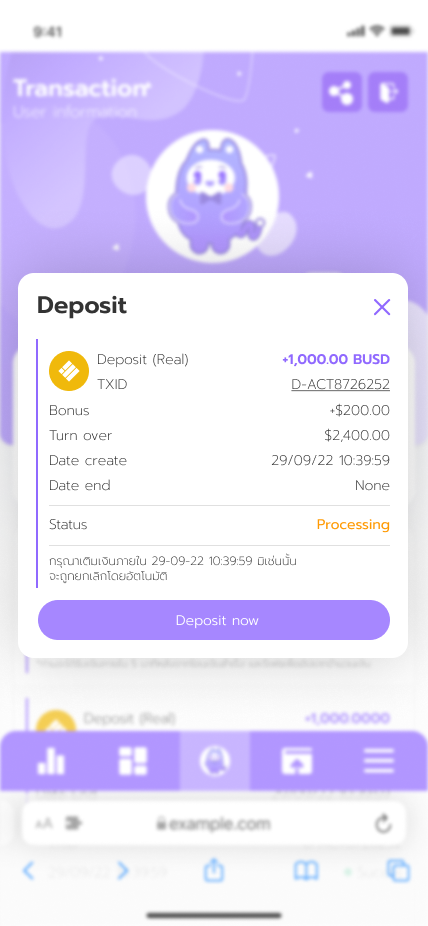 9:41
Transaction
User information
Deposit
Deposit (Real) +1,000.00 BUSD
TXID D-ACT8726252
Bonus +$200.00
Turn over $2,400.00
Date create 29/09/22 10:39:59
Date end None
Status Processing
กรุณาเติมเงินภายใน 29-09-22 10:39:59 มิเช่นนั้น
จะถูกยกเลิกโดยอัตโนมัติ
Deposit now
Deposit (Real) +1,000.0000
AA example.com